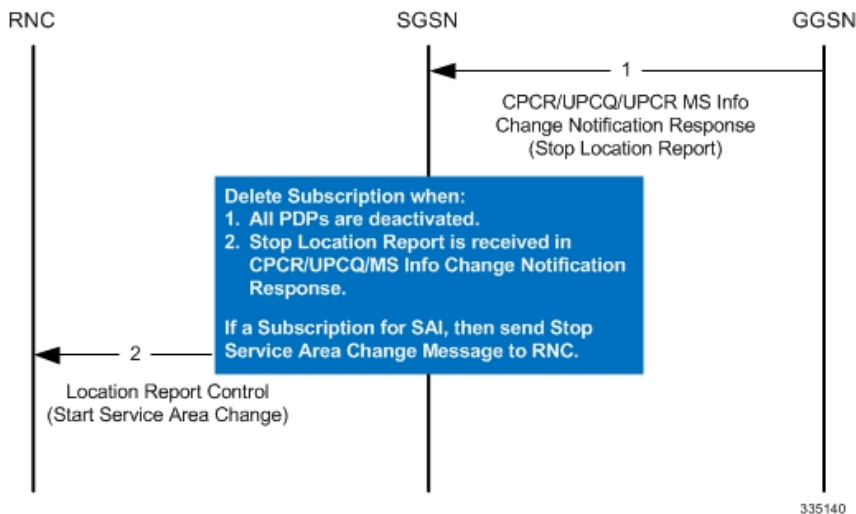 RNC
SGSN
GGSN
1
CPCR/UPCQ/UPCR MS Info
Change Notification Response
(Stop Location Report)
Delete Subscription when:
1. All PDPs are deactivated.
2. Stop Location Report is received in
CPCR/UPCQ/MS Info Change Notification
Response.
If a Subscription for SAI, then send Stop
Service Area Change Message to RNC.
2
Location Report Control
(Start Service Area Change)
335140